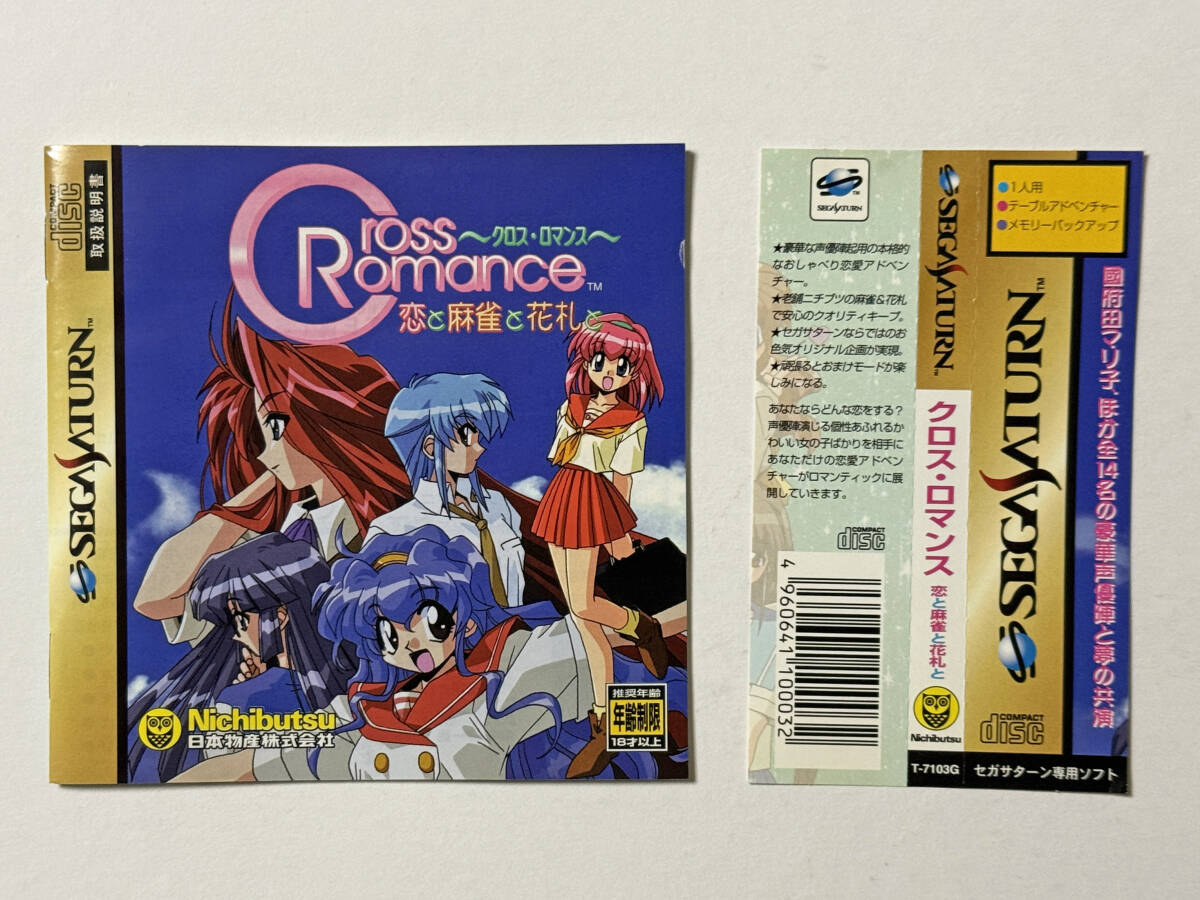 COMPACT
disc
取扱説明書
SEGASATURN™
Cross
〜クロス・ロマンス〜
Romance™
恋と麻雀と花札と
Nichibutsu
日本物産株式会社
推奨年齢
年齢制限
18才以上
SEGASATURN™
★豪華な声優陣起用の本格的
なおしゃべり恋愛アドベン
チャー。
★老舗ニチブツの麻雀&花札
で安心のクオリティキープ。
★セガサターンならではのお
色気オリジナル企画が実現。
★頑張るとおまけモードが楽
しみになる。
あなたならどんな恋をする?
声優陣演じる個性あふれるか
わいい女の子ばかりを相手に
あなただけの恋愛アドベン
チャーがロマンティックに展
開していきます。
COMPACT
disc
4 960641 100032
SEGASATURN™
クロス・ロマンス
恋と麻雀と花札と
Nichibutsu
T-7103G
●1人用
●テーブルアドベンチャー
●メモリーバックアップ
SEGASATURN™
COMPACT
disc
國府田マリ子、ほか全14名の豪華声優陣と夢の共演
セガサターン専用ソフト